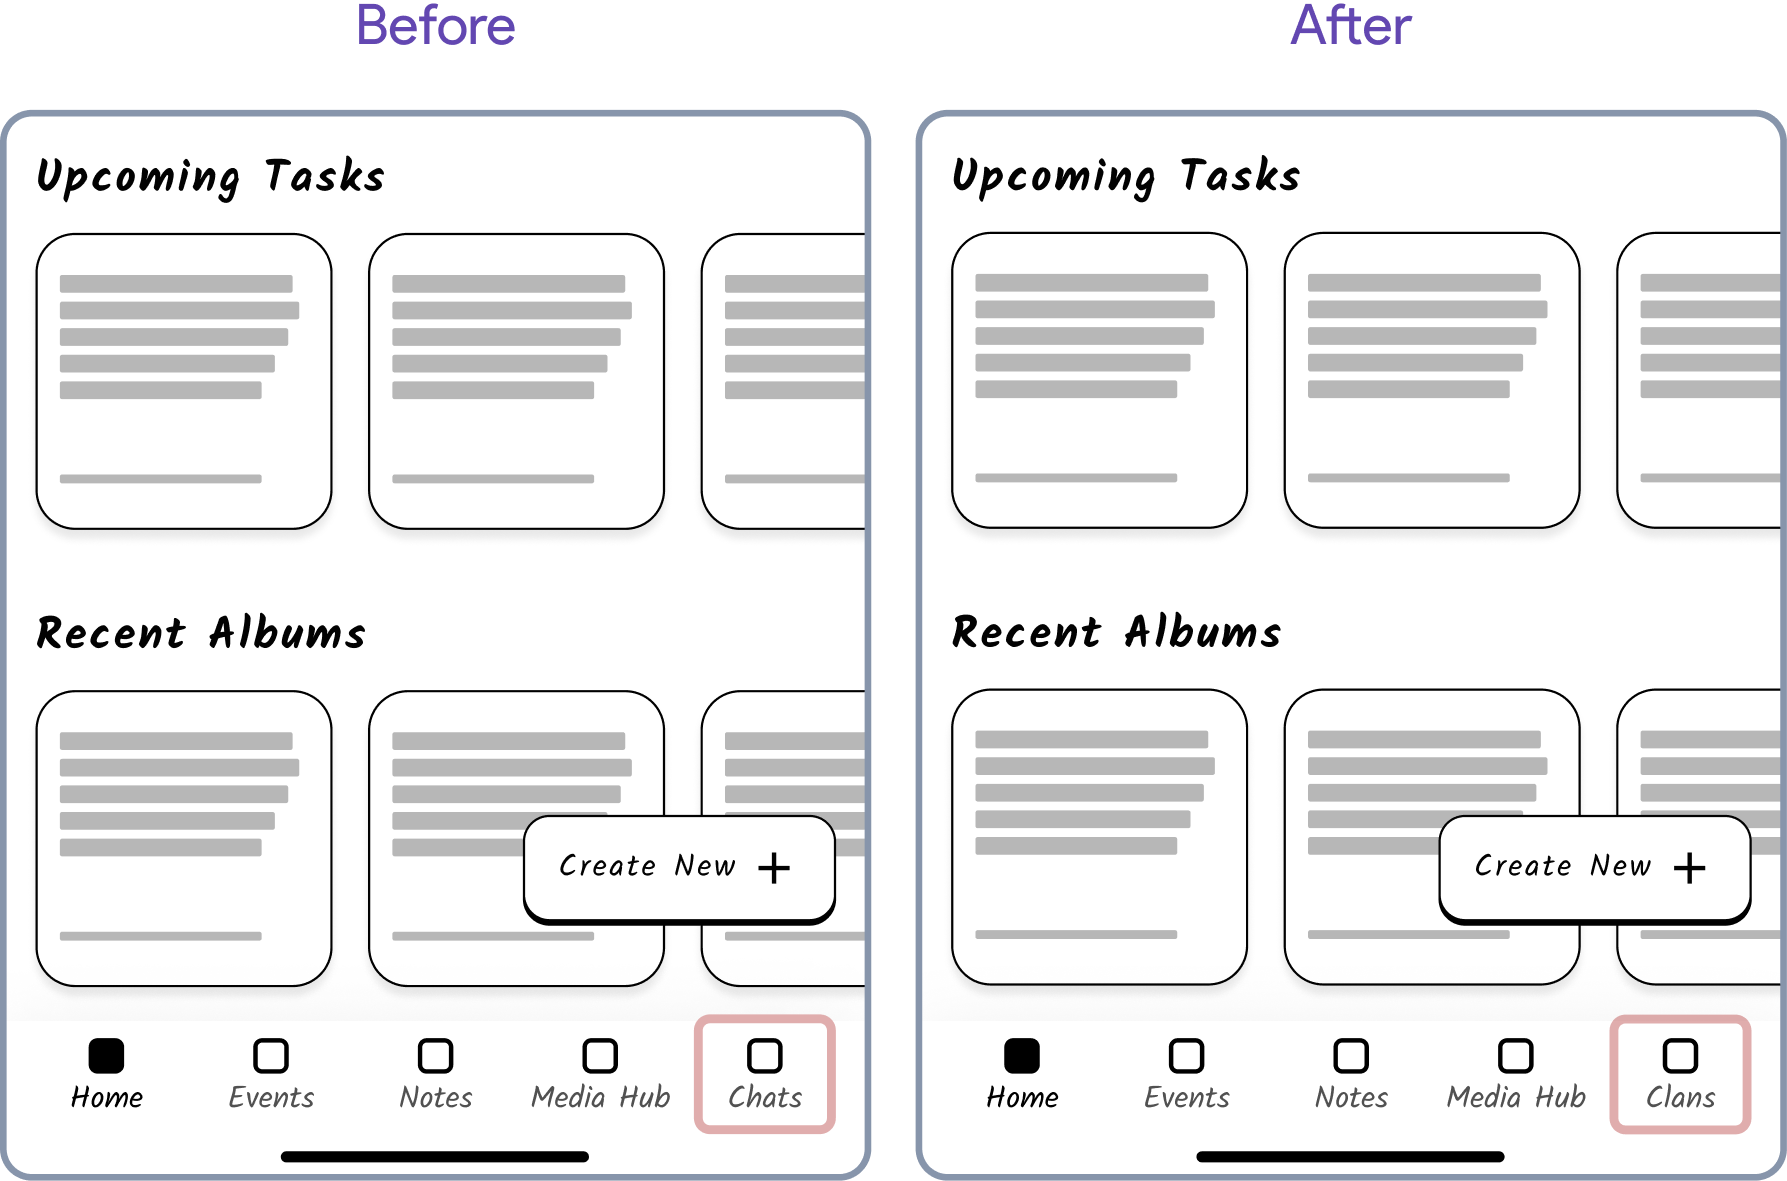 Before
Upcoming Tasks
Recent Albums
Create New
Home
Events
Notes
Media Hub
Chats
After
Upcoming Tasks
Recent Albums
Create New
Home
Events
Notes
Media Hub
Clans